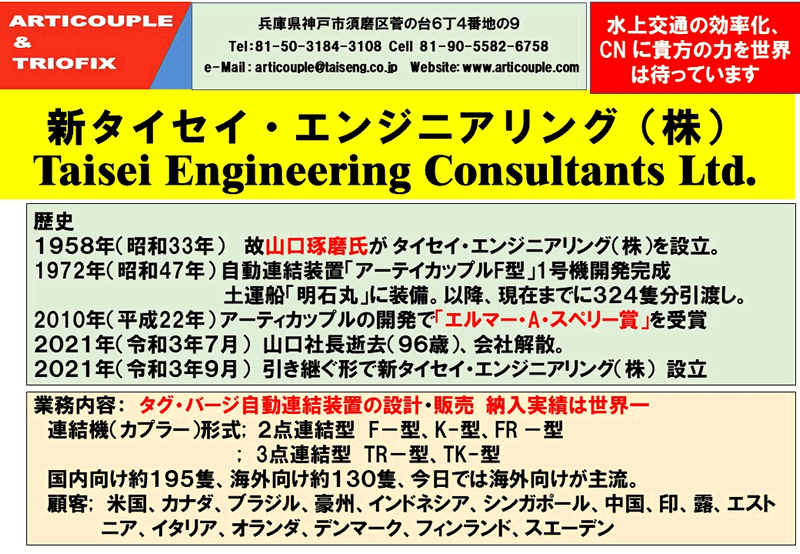 ARTICOUPLE
&
TRIOFIX
兵庫県神戸市須磨区菅の台6丁4番地の9
Tel:81-50-3184-3108 Cell 81-90-5582-6758
e-Mail: articouple@taiseng.co.jp Website: www.articouple.com
水上交通の効率化、
CNに貴方の力を世界
は待っています
新タイセイ・エンジニアリング（株）
Taisei Engineering Consultants Ltd.
歴史
1958年（昭和33年） 故山口琢磨氏が タイセイ・エンジニアリング（株）を設立。
1972年（昭和47年）自動連結装置「アーテイカップルF型」1号機開発完成
土運船「明石丸」に装備。以降、現在までに324隻分引渡し。
2010年（平成22年）アーティカップルの開発で「エルマー・A・スペリー賞」を受賞
2021年（令和3年7月） 山口社長逝去（96歳）、会社解散。
2021年（令和3年9月） 引き継ぐ形で新タイセイ・エンジニアリング（株） 設立
業務内容： タグ・バージ自動連結装置の設計・販売 納入実績は世界一
連結機（カプラー）形式； 2点連結型 F－型、K-型、FR－型
； 3点連結型 TR－型、TK-型
国内向け約195隻、海外向け約130隻、今日では海外向けが主流。
顧客； 米国、カナダ、ブラジル、豪州、インドネシア、シンガポール、中国、印、露、エスト
ニア、イタリア、オランダ、デンマーク、フィンランド、スエーデン